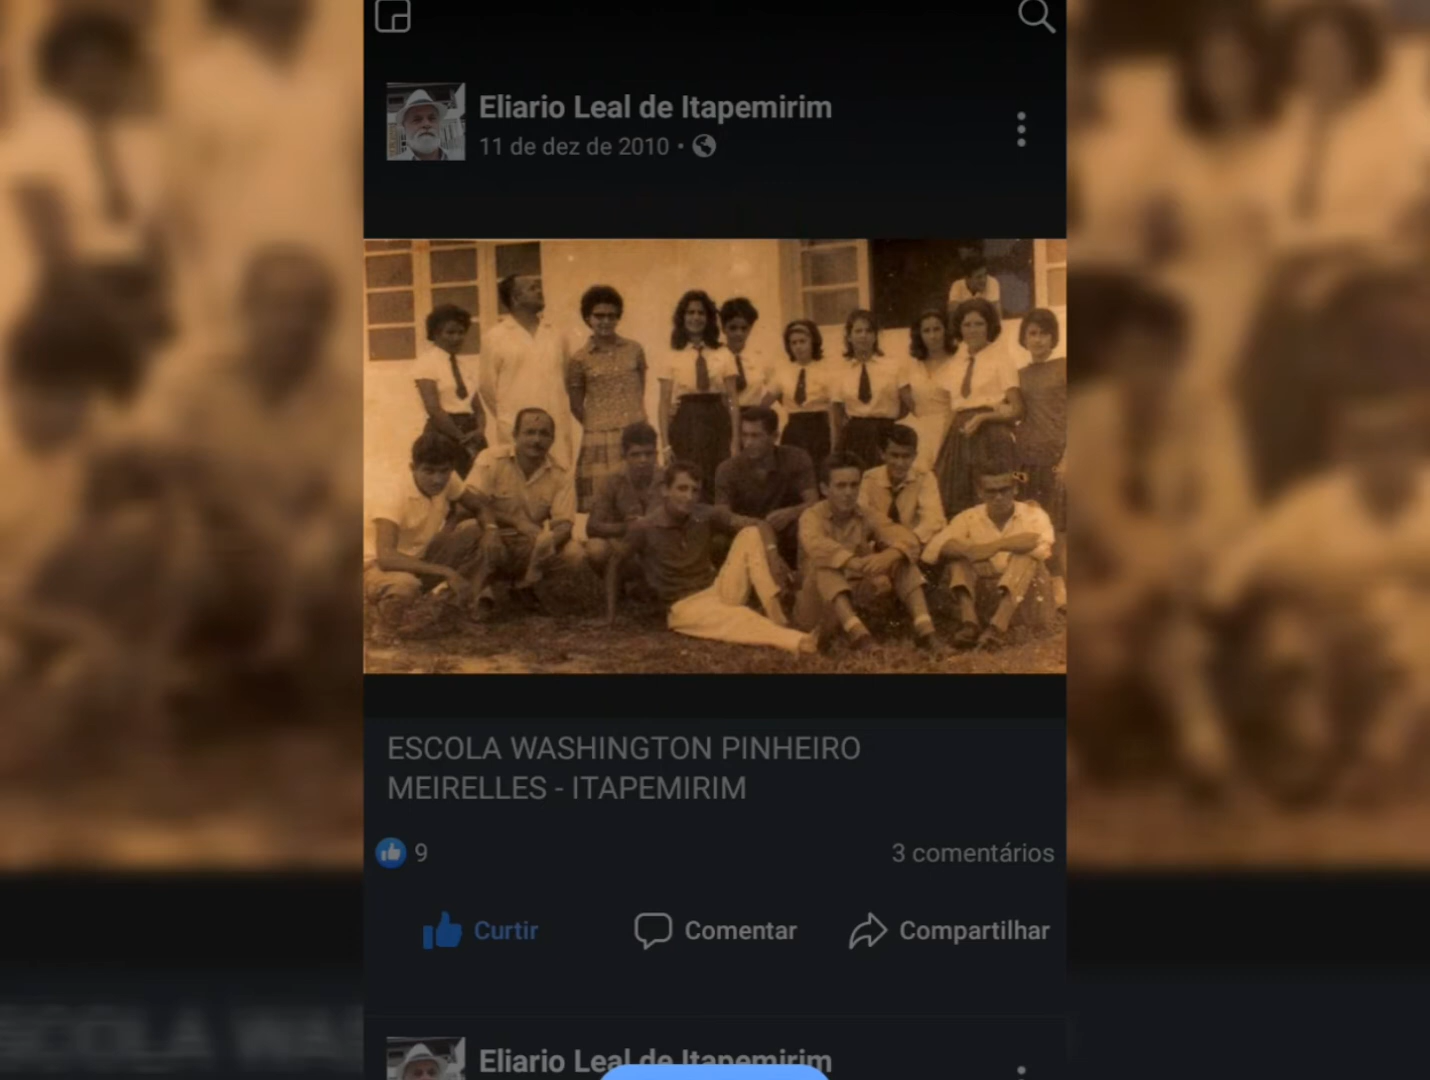 Eliario Leal de Itapemirim
11 de dez de 2010 •
ESCOLA WASHINGTON PINHEIRO
MEIRELLES - ITAPEMIRIM
9
3 comentários
Curtir
Comentar
Compartilhar
Eliario Leal de Itapemirim